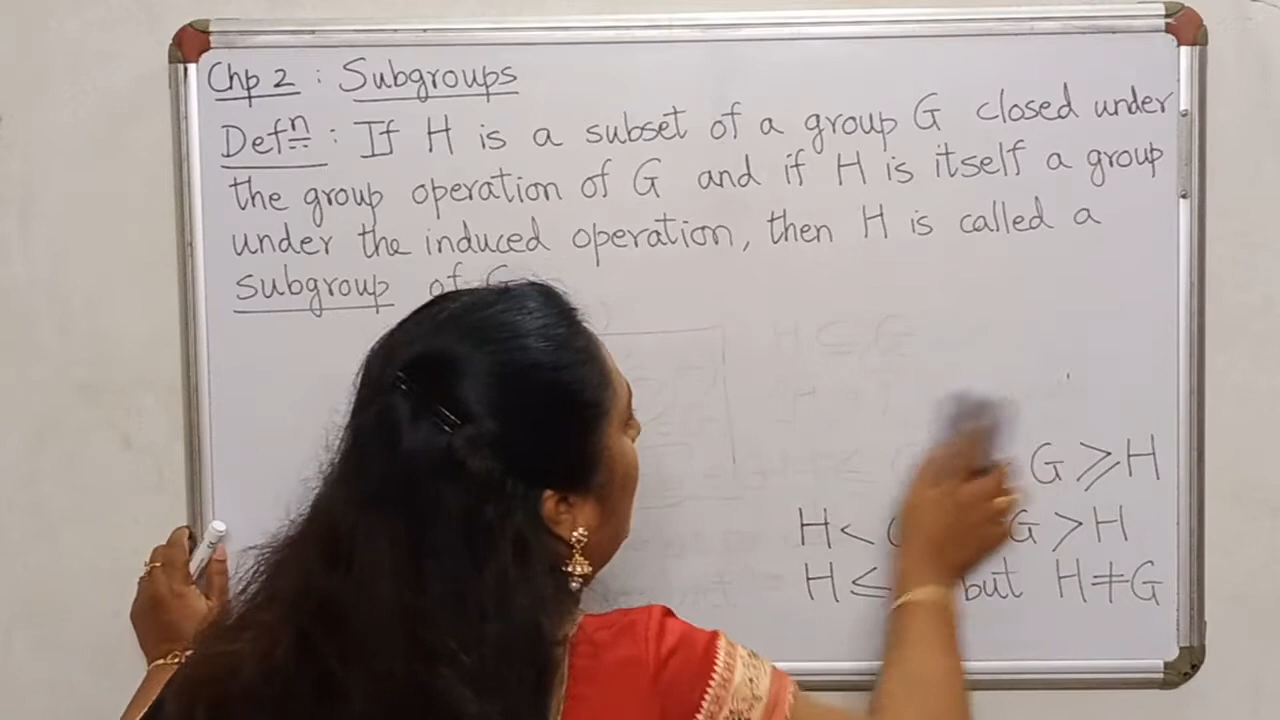 Chp 2 : Subgroups
Defn : If H is a subset of a group G closed under
the group operation of G and if H is itself a group
under the induced operation, then H is called a
subgroup of G
H ⊆ G
H ≤
G ⩾ H
H < G > H
H ≤ but H ≠ G